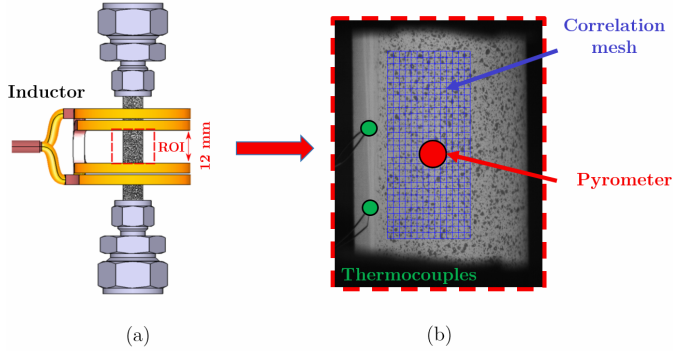 Inductor
ROI
12 mm
Correlation
mesh
Pyrometer
Thermocouples
(a)
(b)